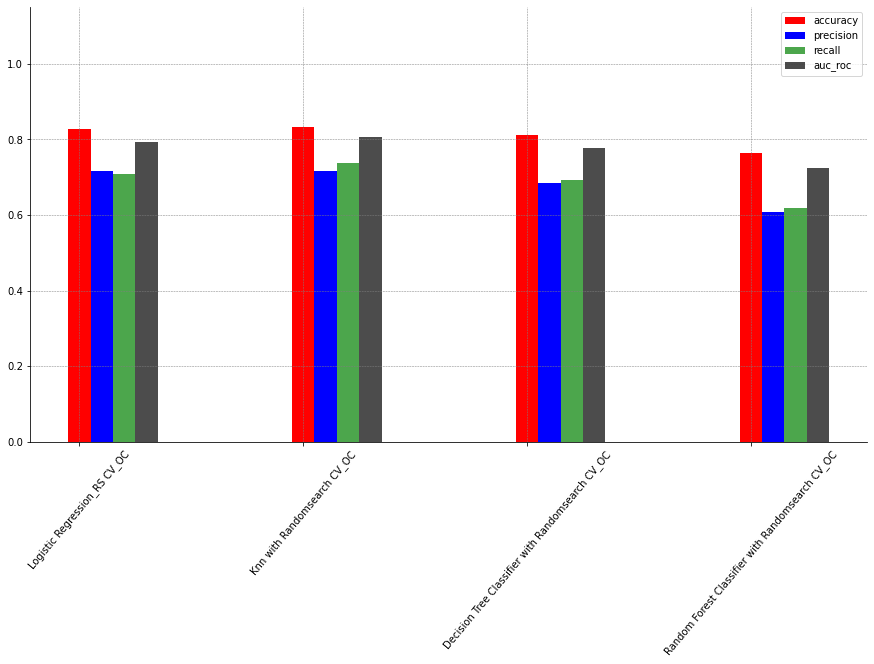 accuracy
precision
recall
auc_roc
1.0
0.8
0.6
0.4
0.2
0.0
Logistic Regression_RS CV_OC
Knn with Randomsearch CV_OC
Decision Tree Classifier with Randomsearch CV_OC
Random Forest Classifier with Randomsearch CV_OC